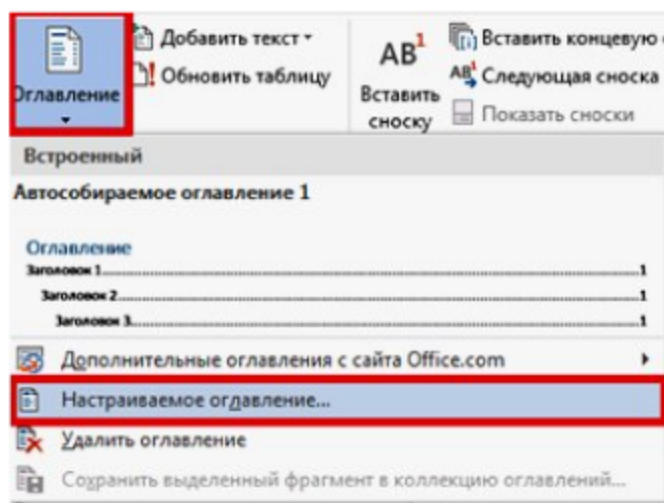 Оглавление
Добавить текст
Обновить таблицу
AB1
Вставить
сноску
Вставить концевую
AB1 Следующая сноска
Показать сноски
Встроенный
Автособираемое оглавление 1
Оглавление
Заголовок 1...1
Заголовок 2...1
Заголовок 3...1
Дополнительные оглавления с сайта Office.com
Настраиваемое оглавление...
Удалить оглавление
Сохранить выделенный фрагмент в коллекцию оглавлений...